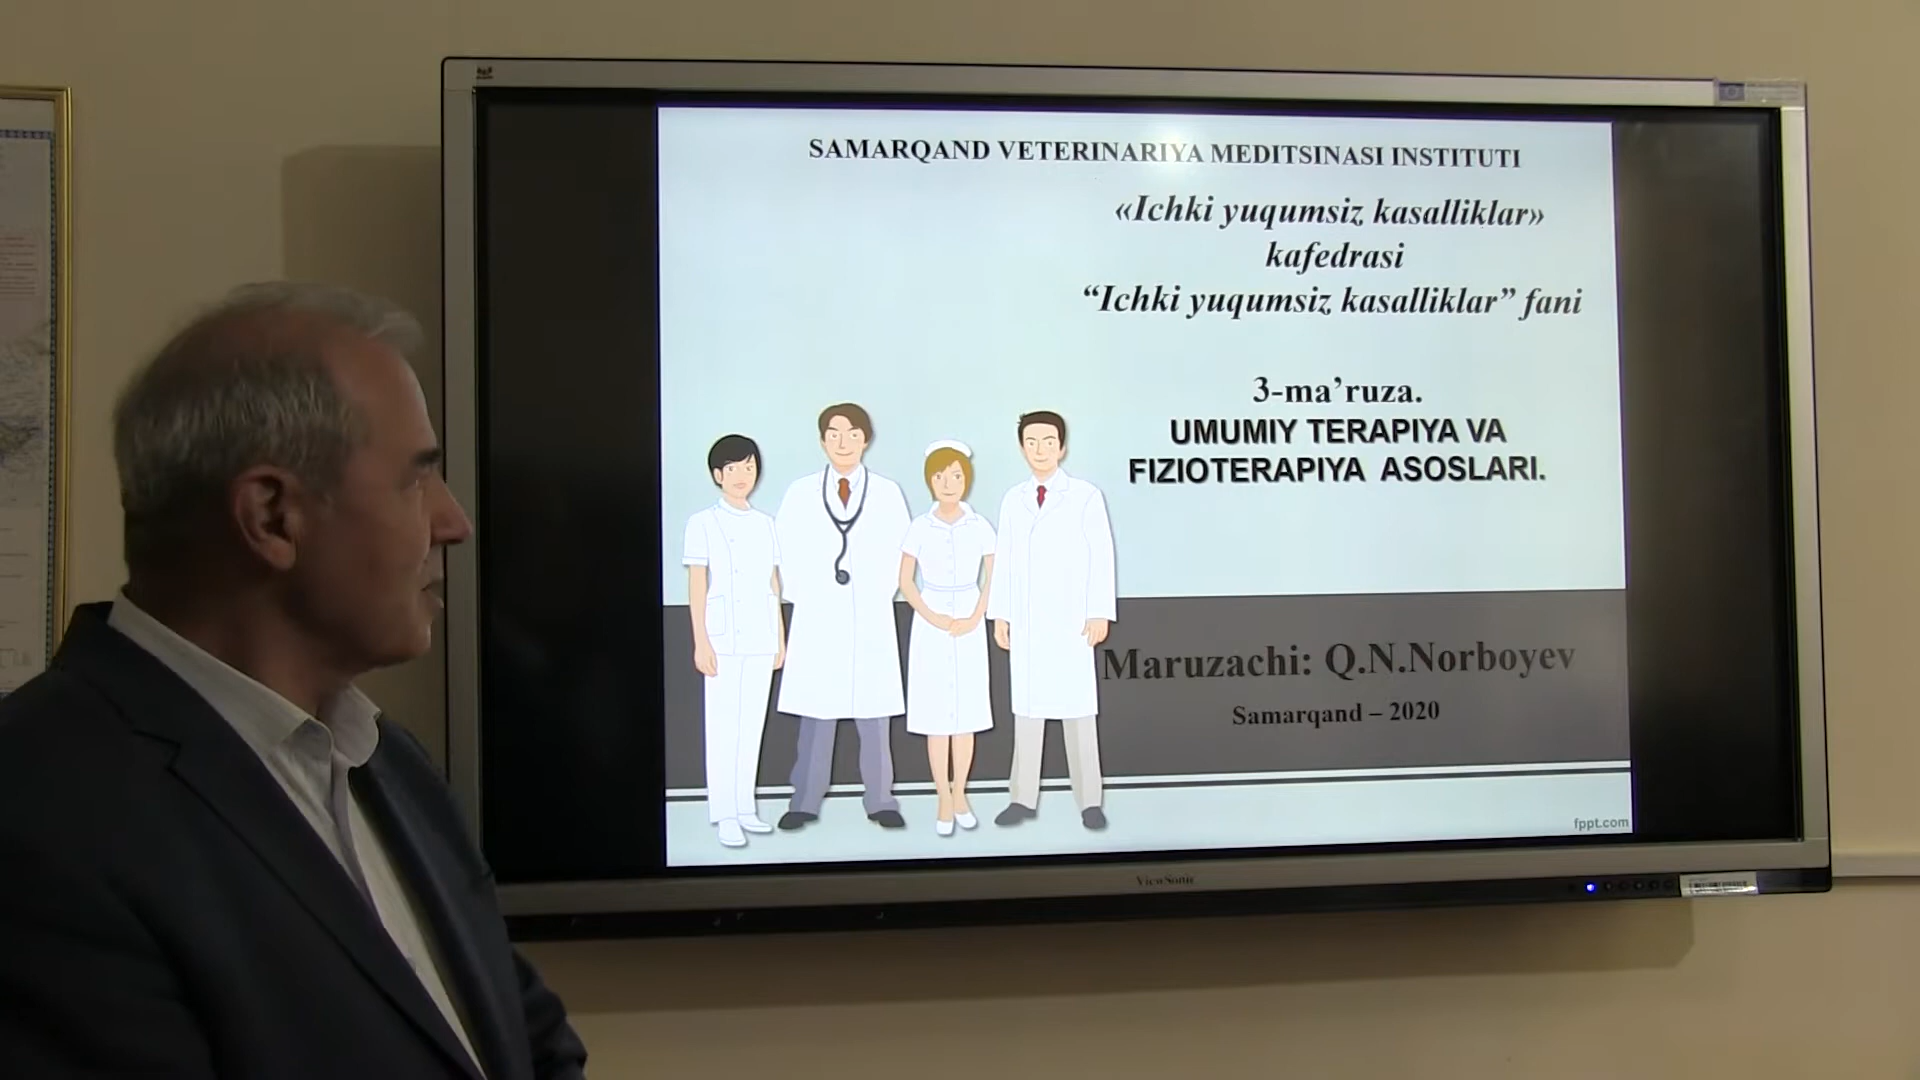 SAMARQAND VETERINARIYA MEDITSINASI INSTITUTI
«Ichki yuqumsiz kasalliklar»
kafedrasi
“Ichki yuqumsiz kasalliklar” fani
3-ma’ruza.
UMUMIY TERAPIYA VA
FIZIOTERAPIYA ASOSLARI.
Maruzachi: Q.N.Norboyev
Samarqand – 2020
fppt.com
ViewSonic